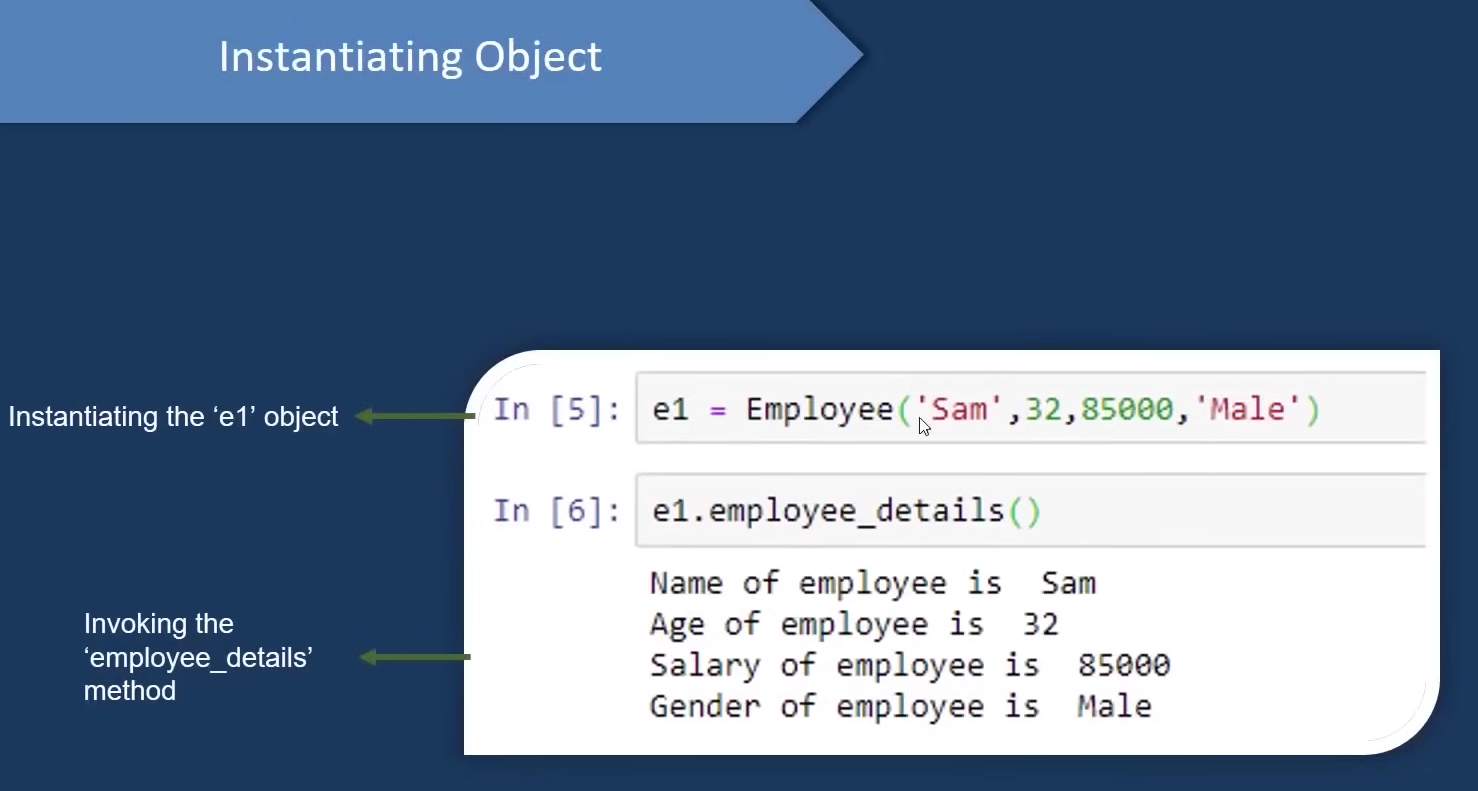 Instantiating Object
Instantiating the ‘e1’ object
In [5]: e1 = Employee('Sam',32,85000,'Male')
In [6]: e1.employee_details()
Name of employee is  Sam
Age of employee is  32
Salary of employee is  85000
Gender of employee is  Male
Invoking the
‘employee_details’
method